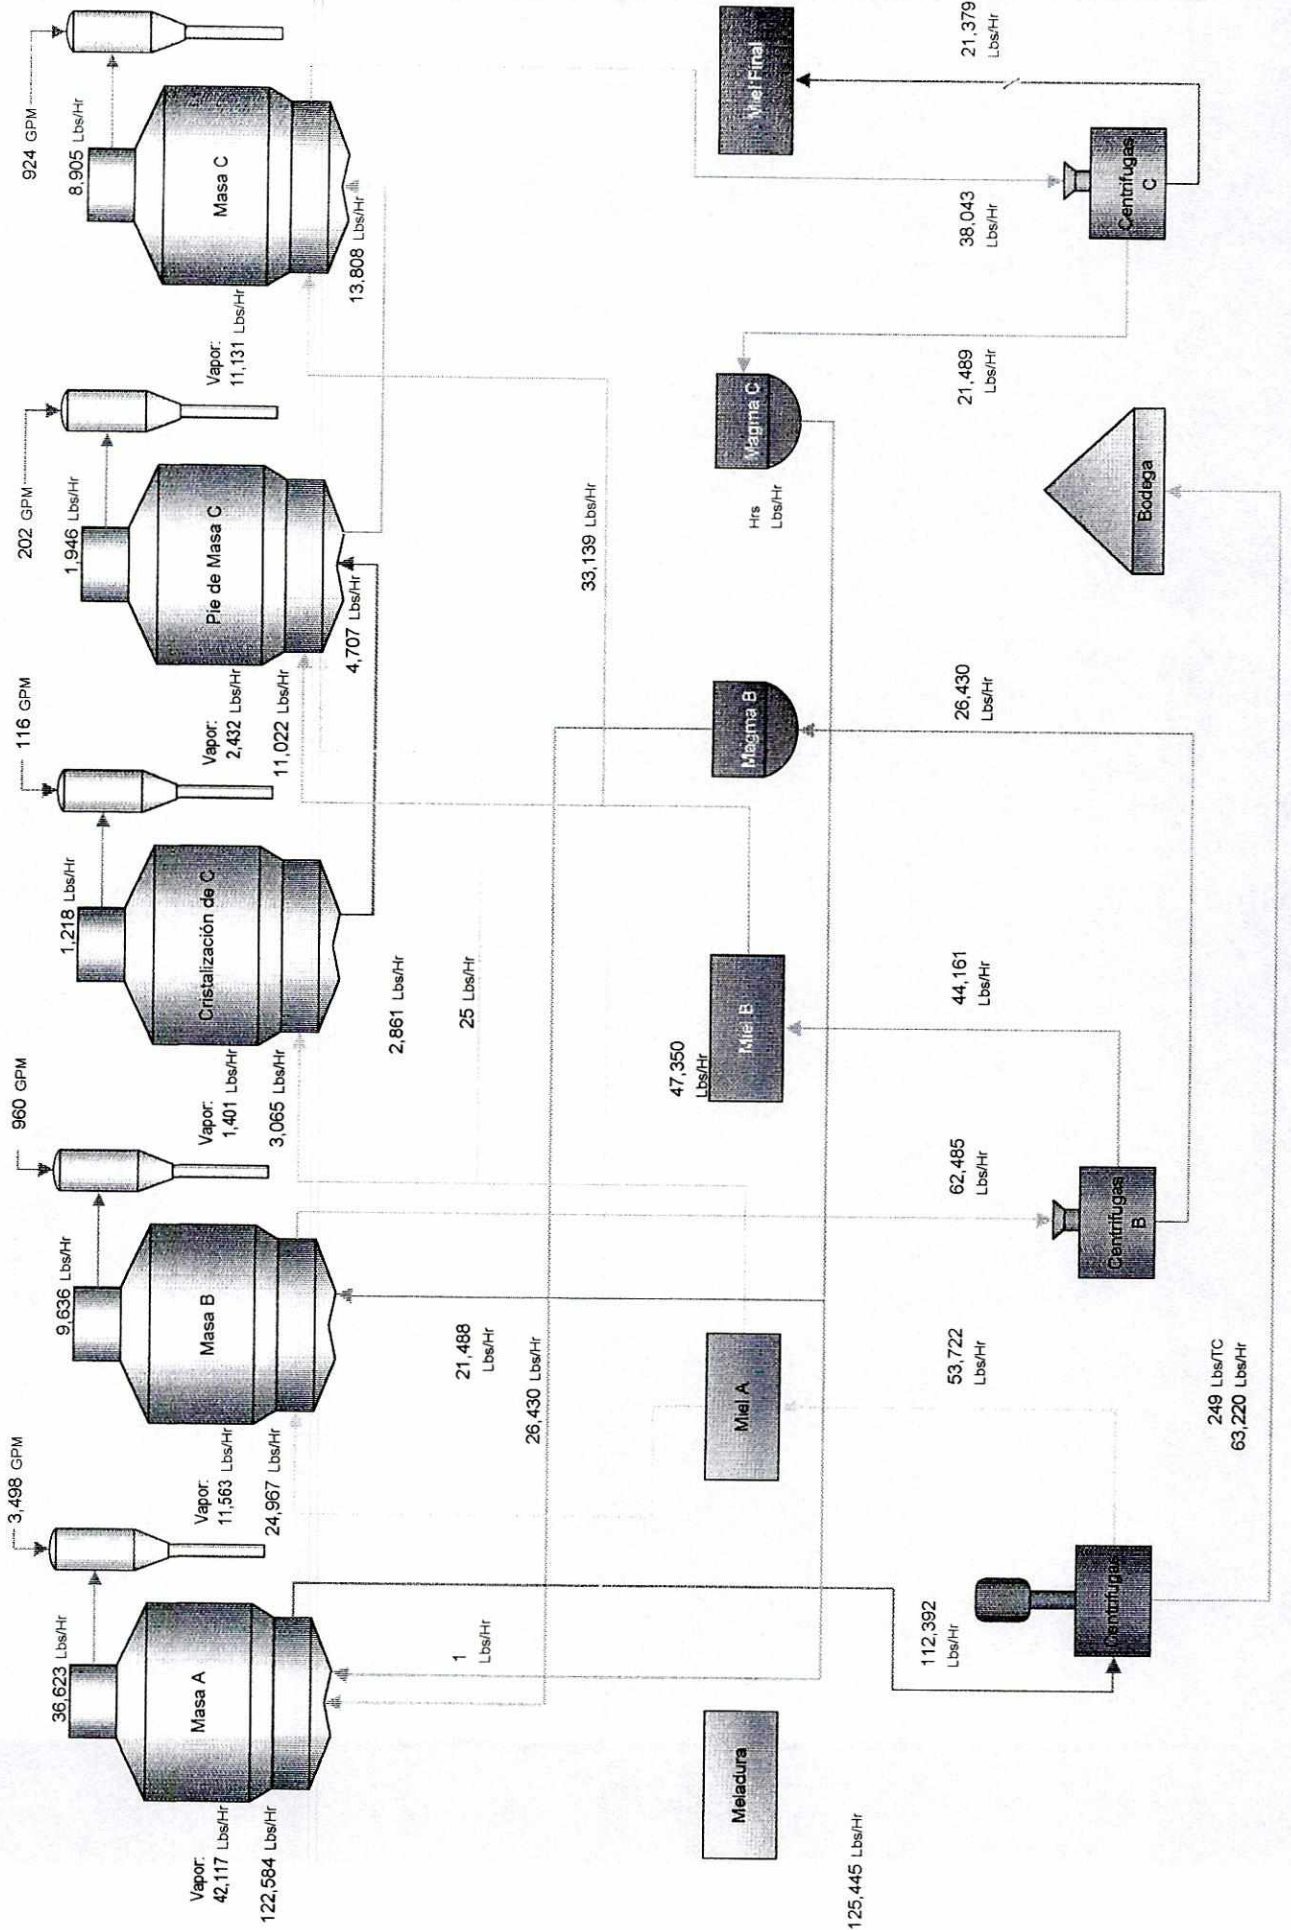 3,498 GPM
960 GPM
116 GPM
202 GPM
924 GPM
36,623 Lbs/Hr
9,636 Lbs/Hr
1,218 Lbs/Hr
1,946 Lbs/Hr
8,905 Lbs/Hr
Masa A
Masa B
Cristalización de C
Pie de Masa C
Masa C
Vapor:
42,117 Lbs/Hr
122,584 Lbs/Hr
Vapor:
11,563 Lbs/Hr
24,967 Lbs/Hr
Vapor:
1,401 Lbs/Hr
3,065 Lbs/Hr
Vapor:
2,432 Lbs/Hr
11,022 Lbs/Hr
Vapor:
11,131 Lbs/Hr
4,707 Lbs/Hr
13,808 Lbs/Hr
2,861 Lbs/Hr
25 Lbs/Hr
1
Lbs/Hr
21,488
Lbs/Hr
26,430 Lbs/Hr
33,139 Lbs/Hr
47,350
Lbs/Hr
Meladura
Miel A
Miel B
Magma B
Magma C
Miel Final
Hrs
Lbs/Hr
125,445 Lbs/Hr
112,392
Lbs/Hr
53,722
Lbs/Hr
62,485
Lbs/Hr
44,161
Lbs/Hr
26,430
Lbs/Hr
21,489
Lbs/Hr
38,043
Lbs/Hr
21,379
Lbs/Hr
Centrífugas
Centrífugas
B
Bodega
Centrífugas
C
249 Lbs/TC
63,220 Lbs/Hr